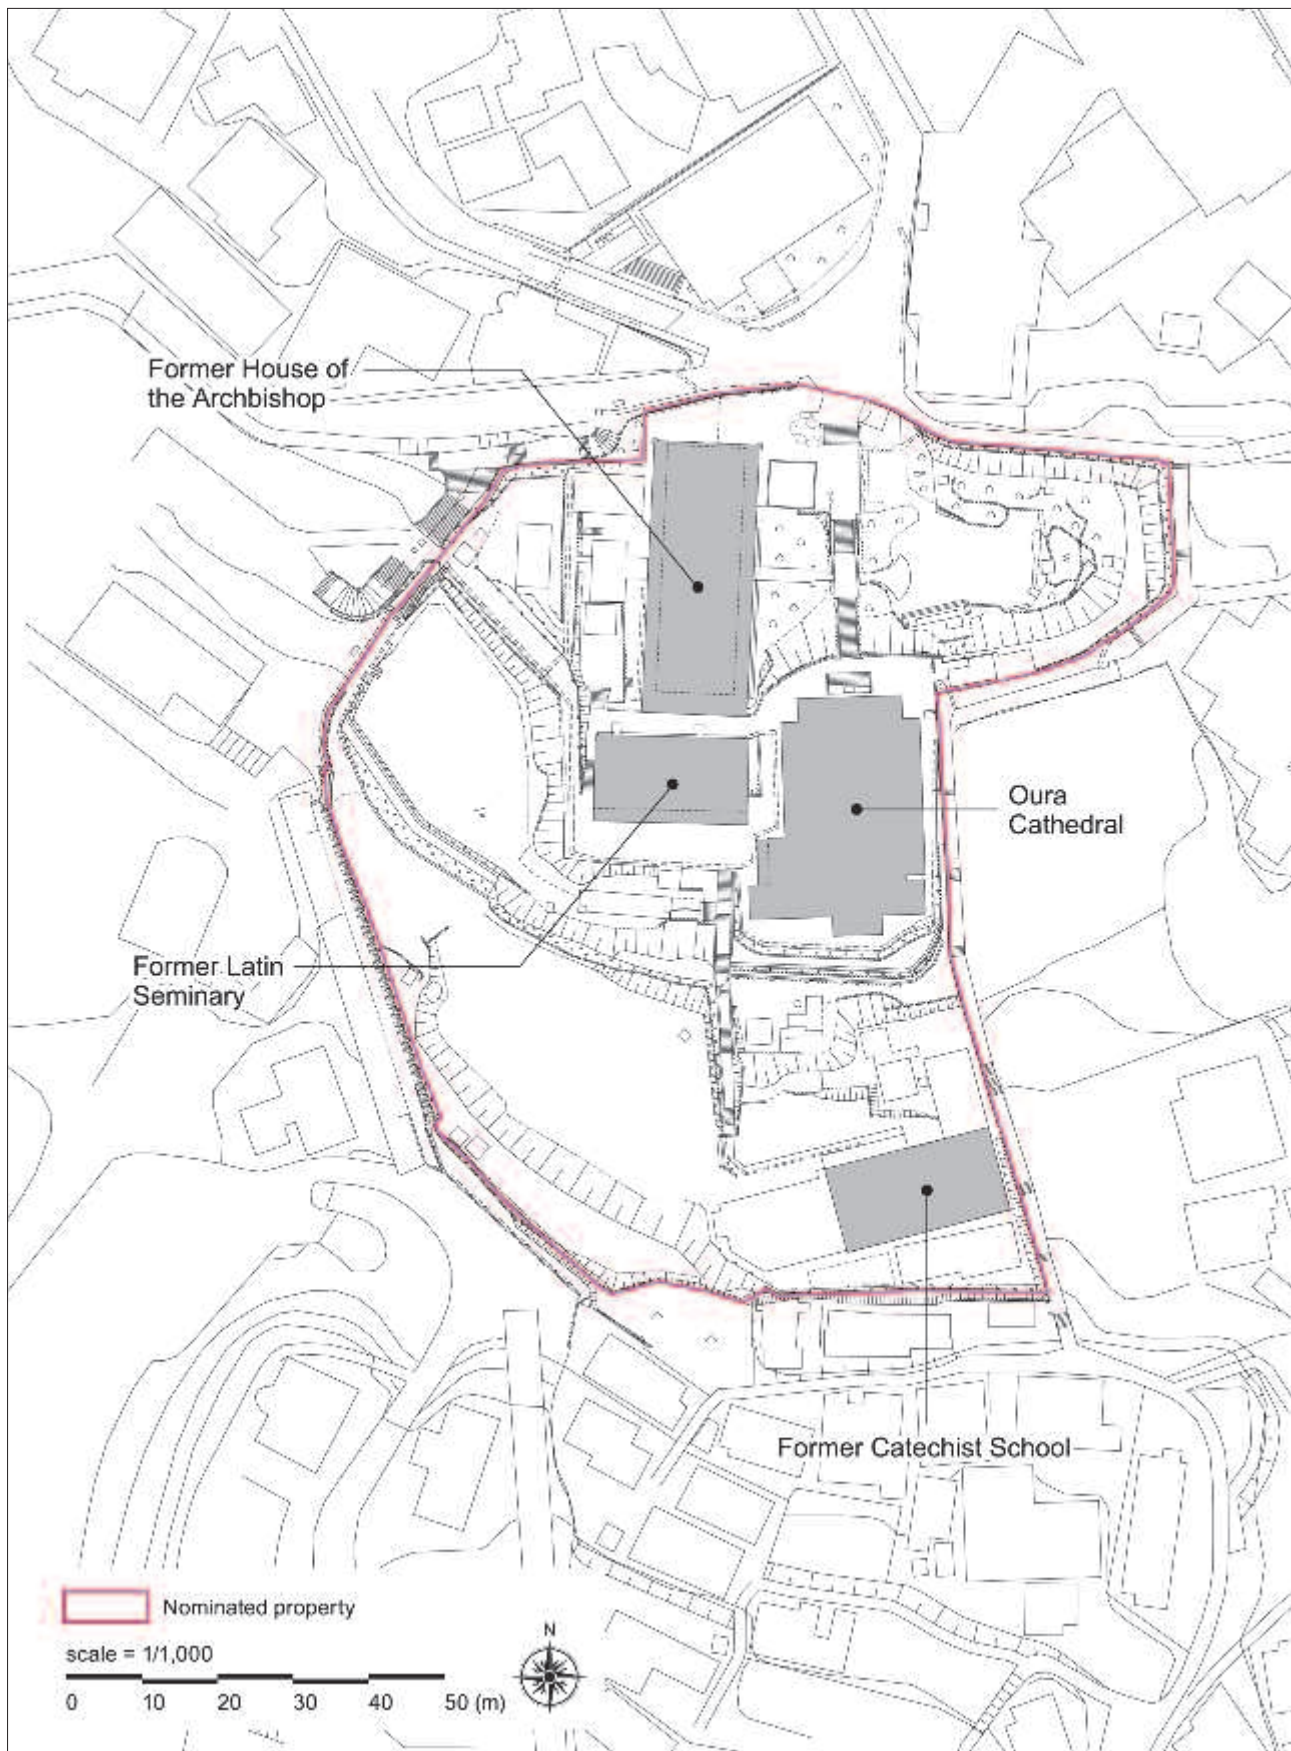 Former House of
the Archbishop
Oura
Cathedral
Former Latin
Seminary
Former Catechist School
Nominated property
scale = 1/1,000
0 10 20 30 40 50 (m)
N